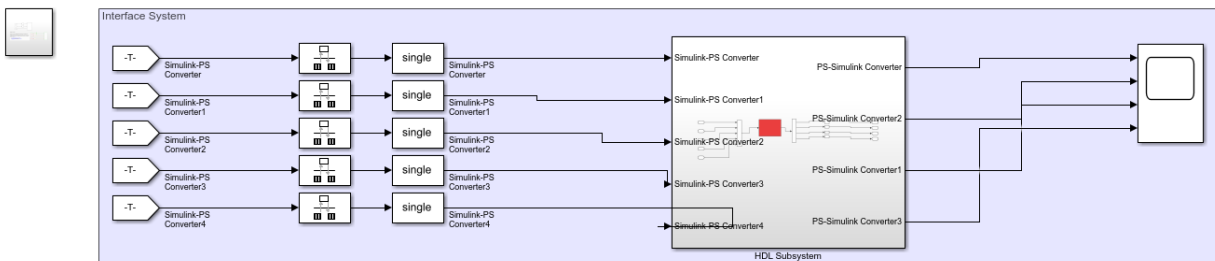 Interface System
-T-
Simulink-PS
Converter
single
Simulink-PS
Converter
-T-
Simulink-PS
Converter1
single
Simulink-PS
Converter1
-T-
Simulink-PS
Converter2
single
Simulink-PS
Converter2
-T-
Simulink-PS
Converter3
single
Simulink-PS
Converter3
-T-
Simulink-PS
Converter4
single
Simulink-PS
Converter4
Simulink-PS Converter
Simulink-PS Converter1
Simulink-PS Converter2
Simulink-PS Converter3
Simulink-PS Converter4
PS-Simulink Converter
PS-Simulink Converter2
PS-Simulink Converter1
PS-Simulink Converter3
HDL Subsystem